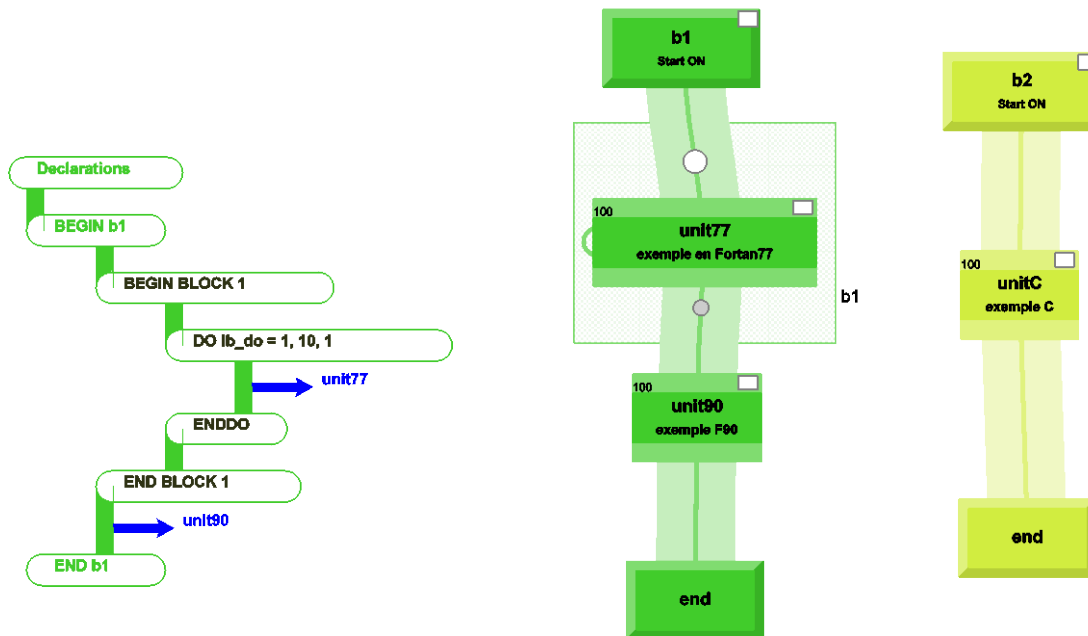 Declarations
BEGIN b1
BEGIN BLOCK 1
DO lb_do = 1, 10, 1
unit77
ENDDO
END BLOCK 1
unit90
END b1
b1
Start ON
100
unit77
exemple en Fortan77
b1
100
unit90
exemple F90
end
b2
Start ON
100
unitC
exemple C
end